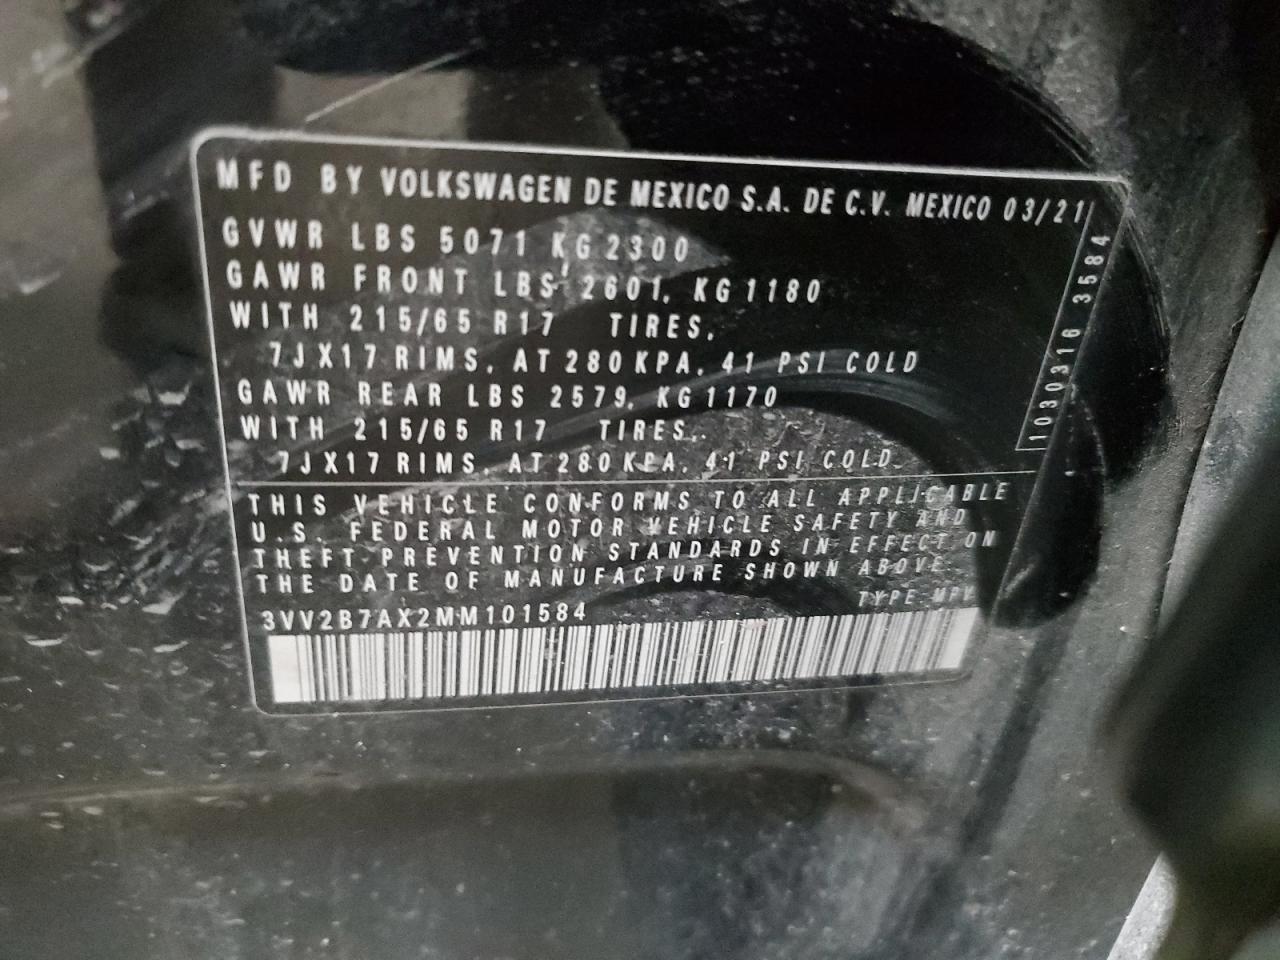 MFD BY VOLKSWAGEN DE MEXICO S.A. DE C.V. MEXICO 03/21
GVWR LBS 5071 KG 2300
GAWR FRONT LBS 2601, KG 1180
WITH 215/65 R17 TIRES,
7JX17 RIMS, AT 280 KPA, 41 PSI COLD
GAWR REAR LBS 2579, KG 1170
WITH 215/65 R17 TIRES,
7JX17 RIMS, AT 280 KPA, 41 PSI COLD
THIS VEHICLE CONFORMS TO ALL APPLICABLE
U.S. FEDERAL MOTOR VEHICLE SAFETY AND
THEFT PREVENTION STANDARDS IN EFFECT ON
THE DATE OF MANUFACTURE SHOWN ABOVE.
TYPE: MPV
3VV2B7AX2MM101584
1030316 3584